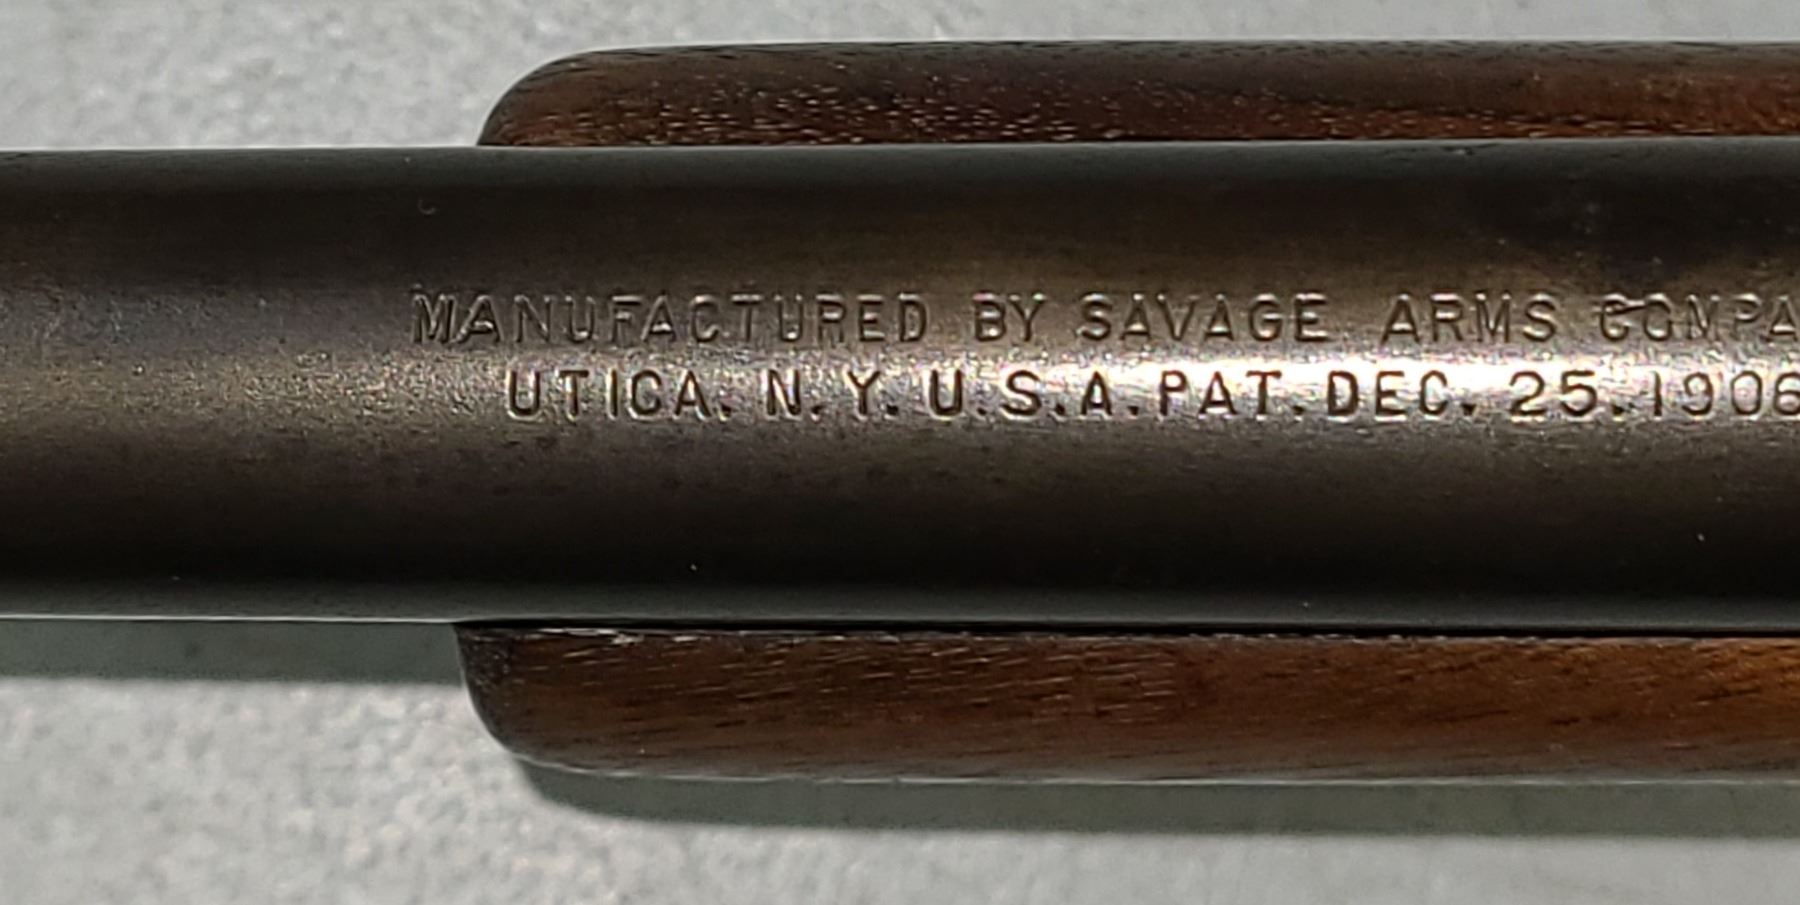 MANUFACTURED BY SAVAGE ARMS COMPA
UTICA. N.Y. U.S.A. PAT. DEC. 25. 1906